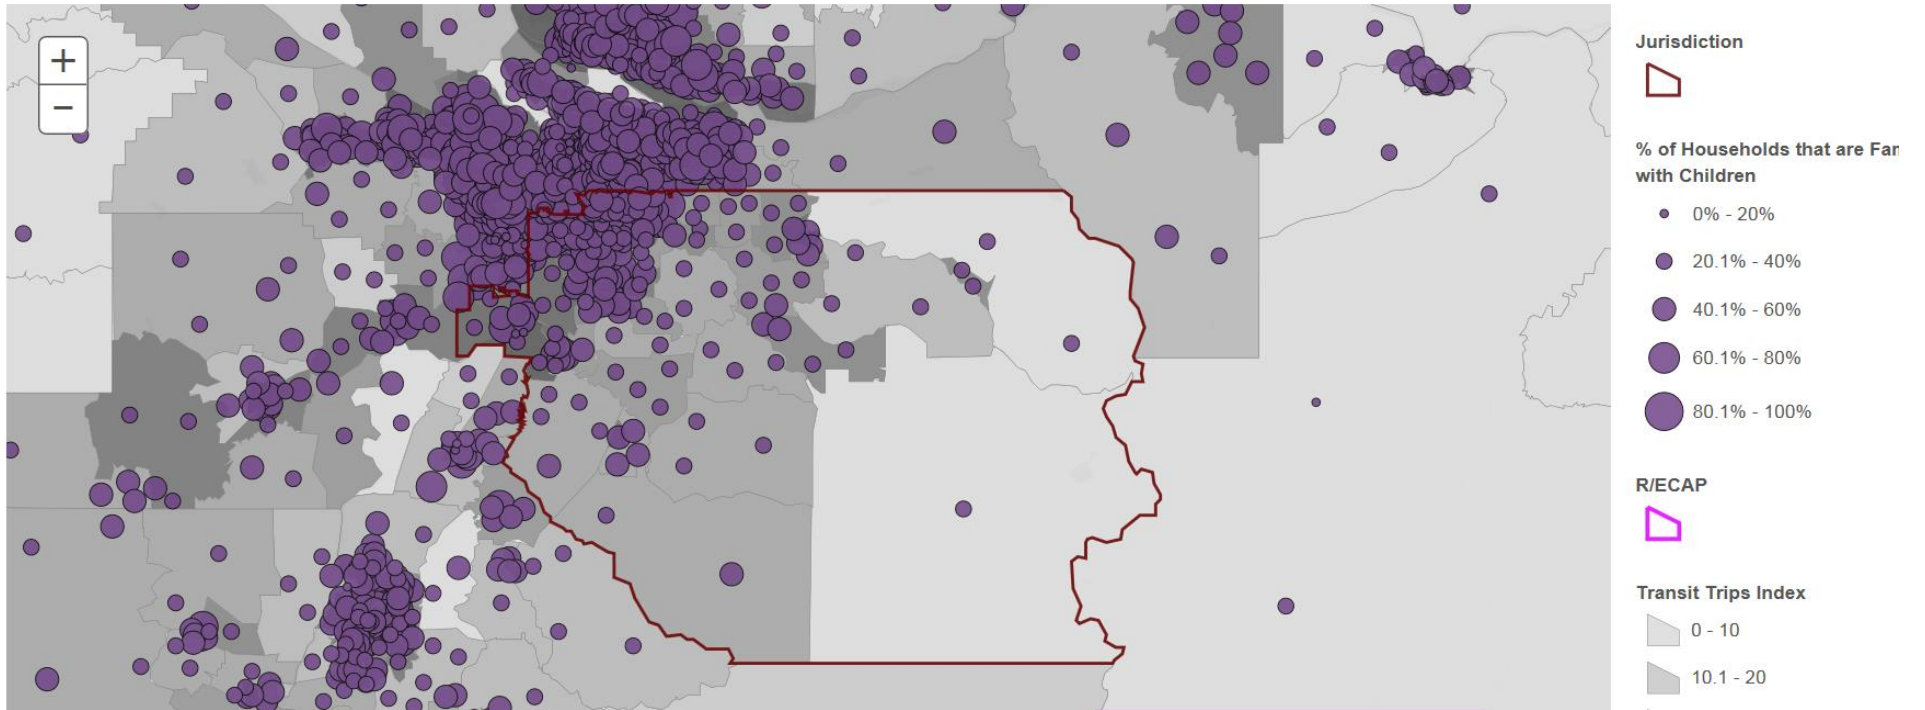 +
−
Jurisdiction
% of Households that are Fan
with Children
0% - 20%
20.1% - 40%
40.1% - 60%
60.1% - 80%
80.1% - 100%
R/ECAP
Transit Trips Index
0 - 10
10.1 - 20